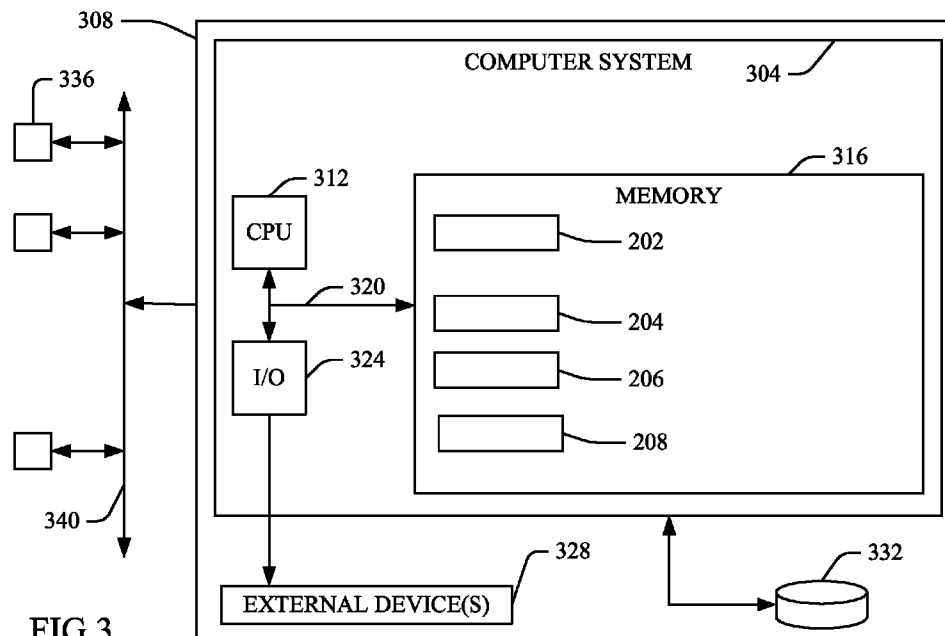 308
COMPUTER SYSTEM
304
336
316
312
MEMORY
CPU
202
320
204
324
I/O
206
208
340
328
332
EXTERNAL DEVICE(S)
FIG 3